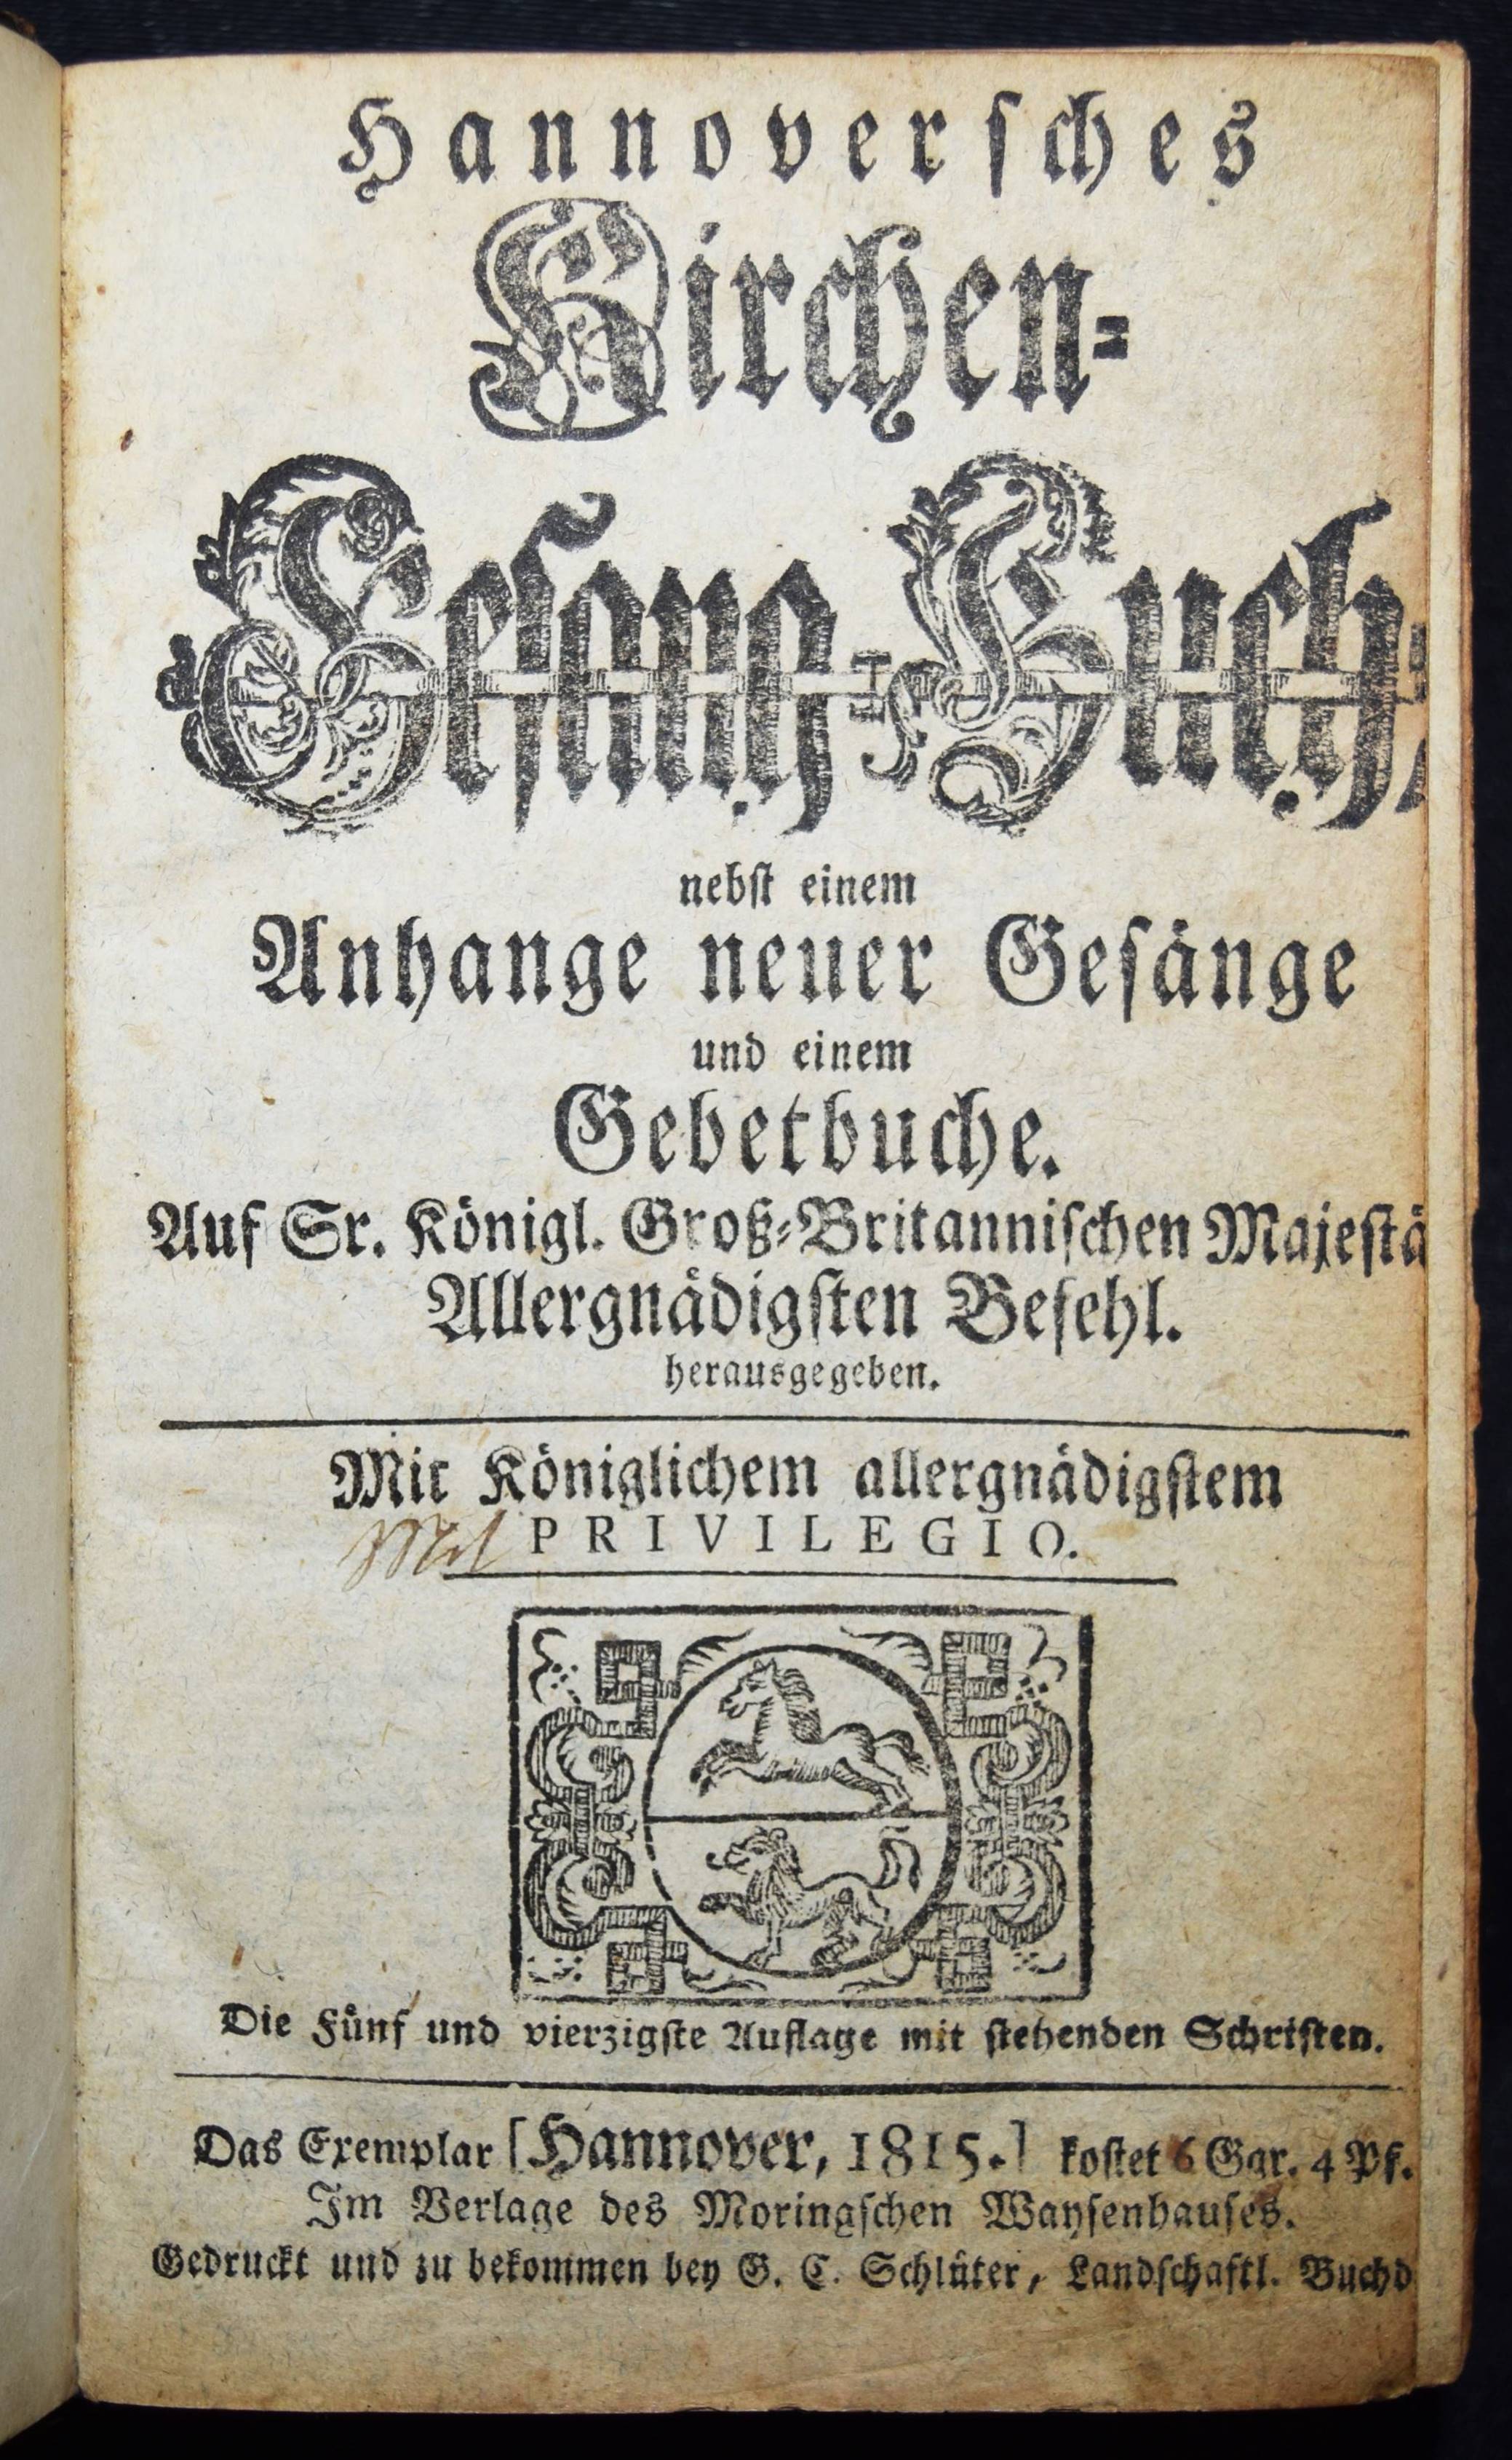 Hannoversches
Kirchen-
Gesang-Buch,
nebst einem
Anhange neuer Gesänge
und einem
Gebetbuche.
Auf Sr. Königl. Groß-Britannischen Majestä
Allergnädigsten Befehl.
herausgegeben.
Mit Königlichem allergnädigstem
PRIVILEGIO.
Die Fünf und vierzigste Auflage mit stehenden Schriften.
Das Exemplar [Hannover, 1815.] kostet 6 Ggr. 4 Pf.
Im Verlage des Moringschen Waysenhauses.
Gedruckt und zu bekommen bey G. C. Schlüter, Landschaftl. Buchd